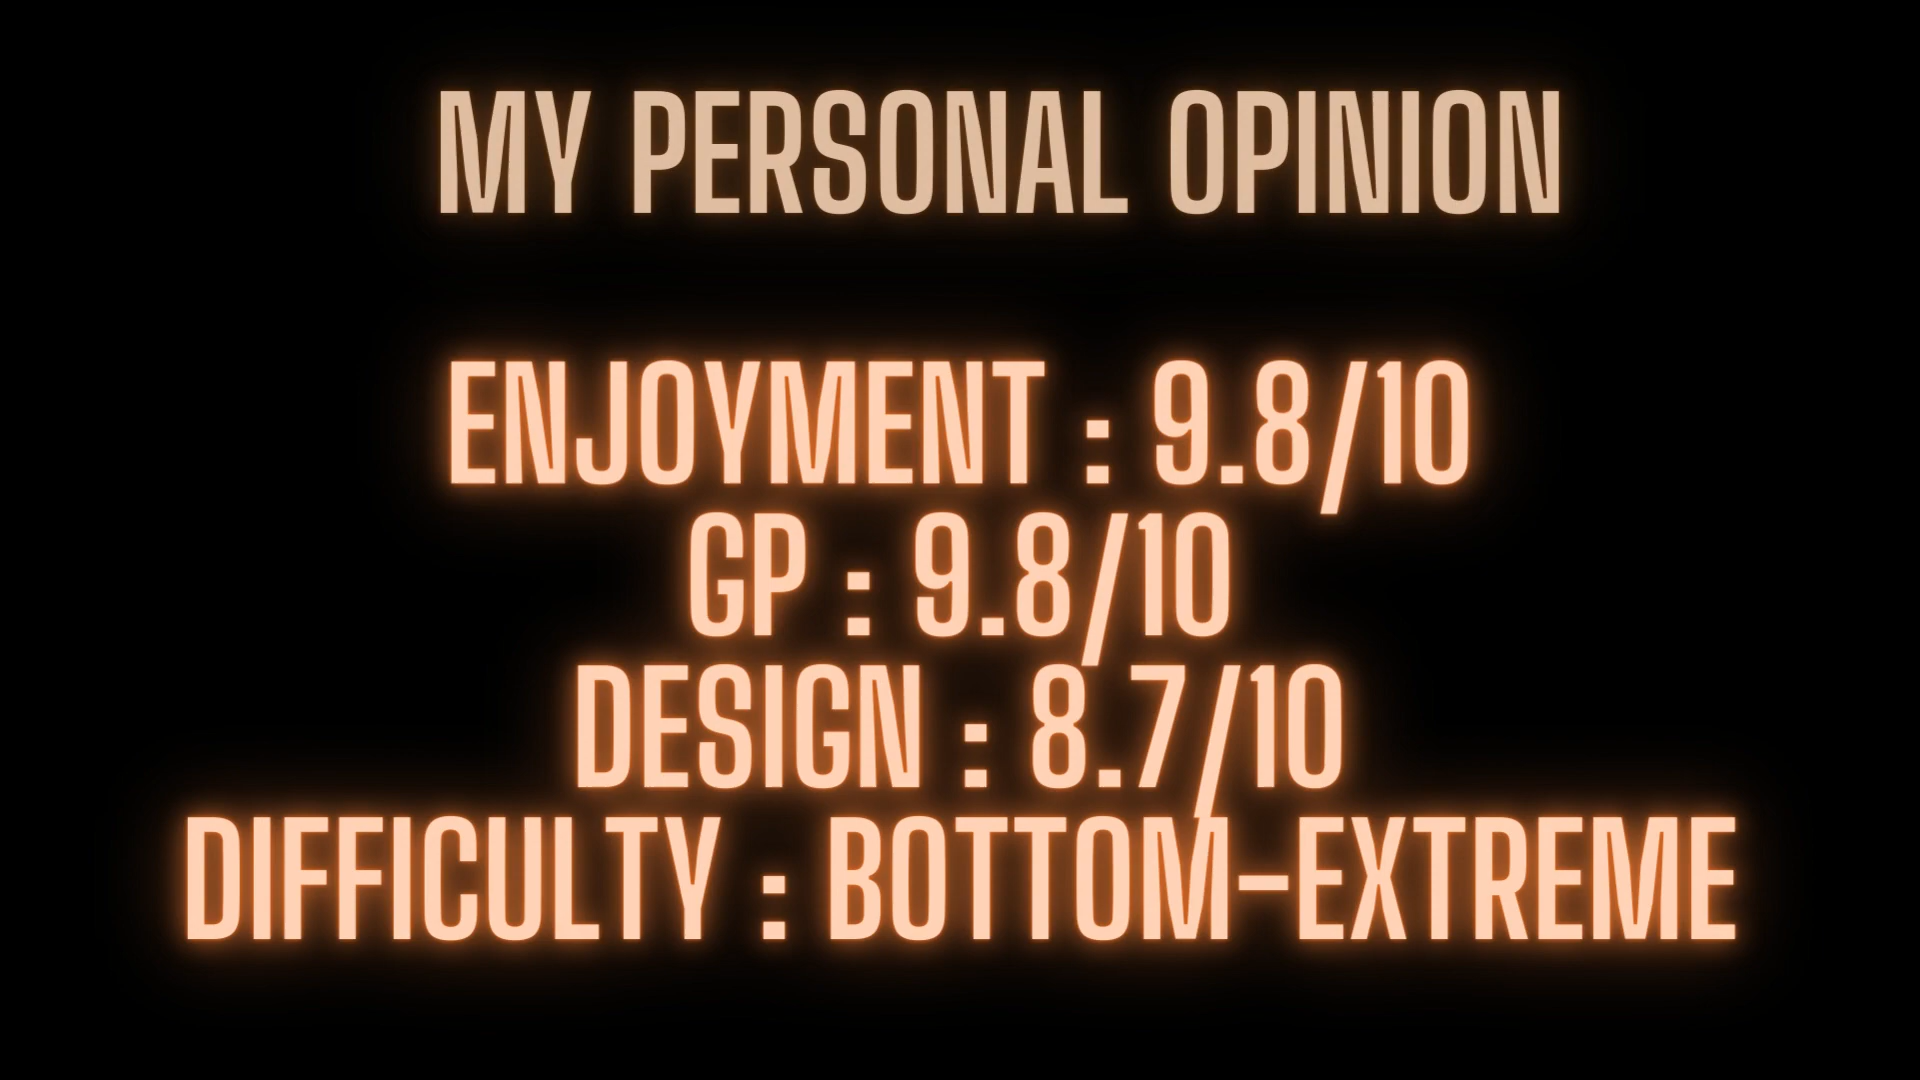 MY PERSONAL OPINION
ENJOYMENT : 9.8/10
GP : 9.8/10
DESIGN : 8.7/10
DIFFICULTY : BOTTOM-EXTREME